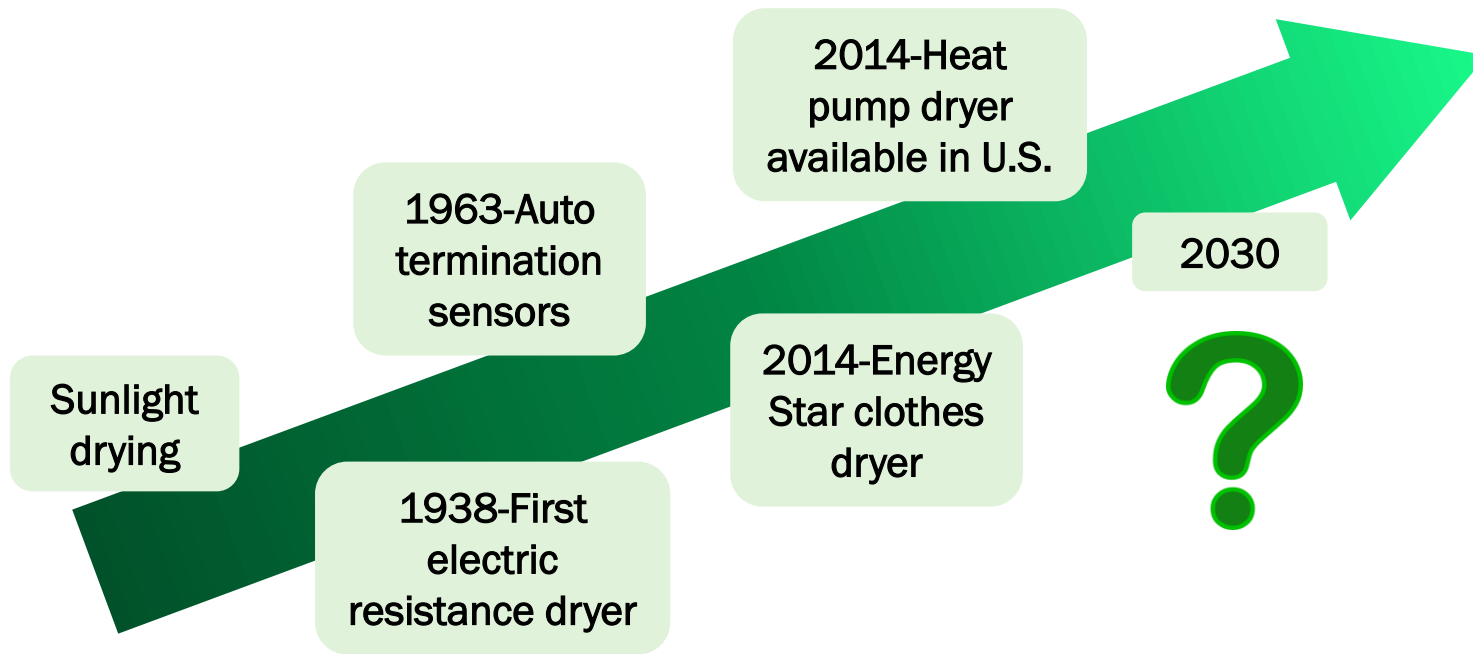 Sunlight
drying
1938-First
electric
resistance dryer
1963-Auto
termination
sensors
2014-Energy
Star clothes
dryer
2014-Heat
pump dryer
available in U.S.
2030
?